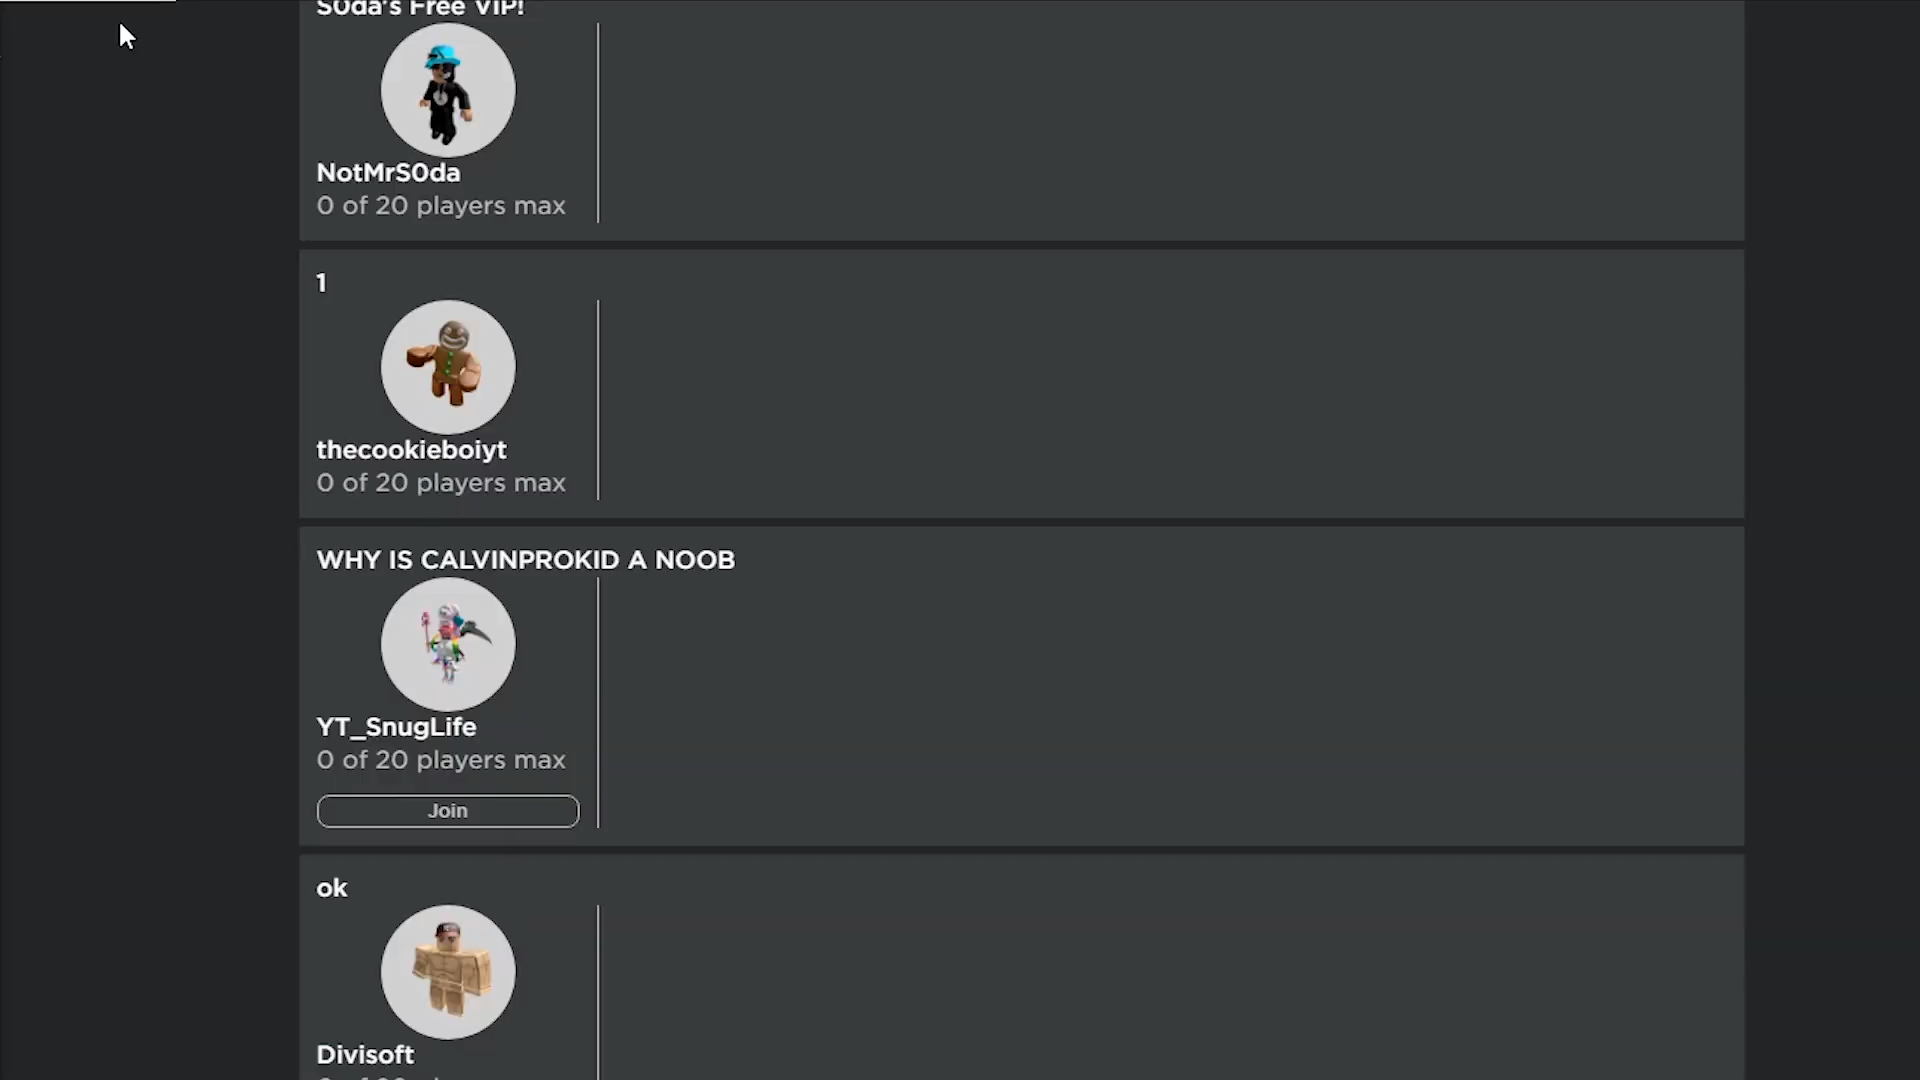 S0da's Free VIP!
NotMrS0da
0 of 20 players max
1
thecookieboiyt
0 of 20 players max
WHY IS CALVINPROKID A NOOB
YT_SnugLife
0 of 20 players max
Join
ok
Divisoft